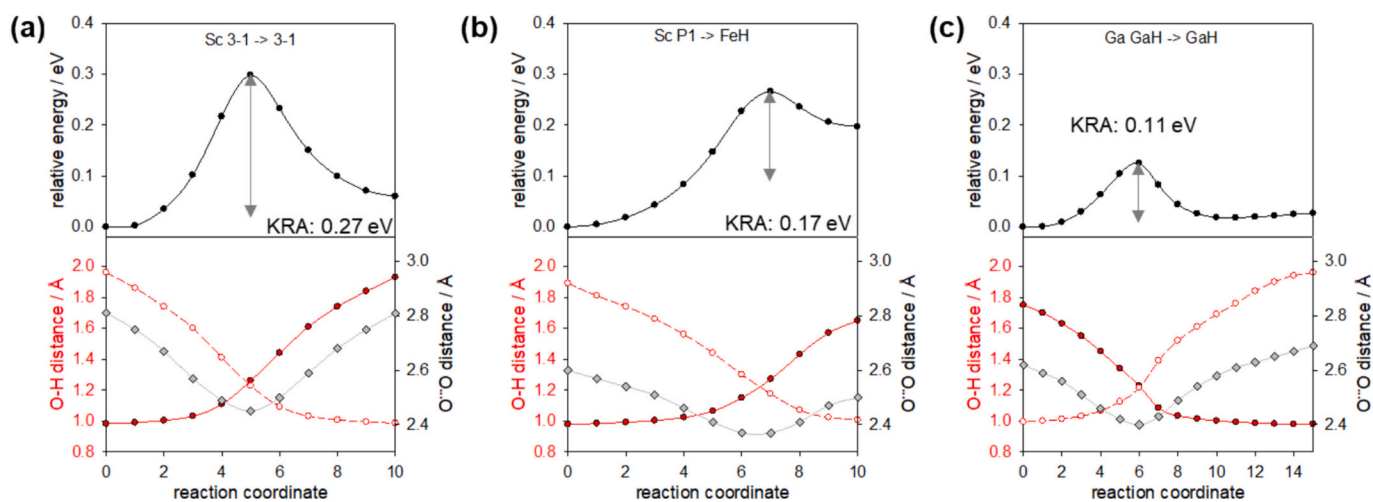 (a)
Sc 3-1 -> 3-1
relative energy / eV
0.4
0.3
0.2
0.1
0.0
KRA: 0.27 eV
O-H distance / Å
2.0
1.8
1.6
1.4
1.2
1.0
0.8
3.0
2.8
2.6
2.4
O···O distance / Å
0 2 4 6 8 10
reaction coordinate
(b)
Sc P1 -> FeH
relative energy / eV
0.4
0.3
0.2
0.1
0.0
KRA: 0.17 eV
O-H distance / Å
2.0
1.8
1.6
1.4
1.2
1.0
0.8
3.0
2.8
2.6
2.4
O···O distance / Å
0 2 4 6 8 10
reaction coordinate
(c)
Ga GaH -> GaH
relative energy / eV
0.4
0.3
0.2
0.1
0.0
KRA: 0.11 eV
O-H distance / Å
2.0
1.8
1.6
1.4
1.2
1.0
0.8
3.0
2.8
2.6
2.4
O···O distance / Å
0 2 4 6 8 10 12 14
reaction coordinate